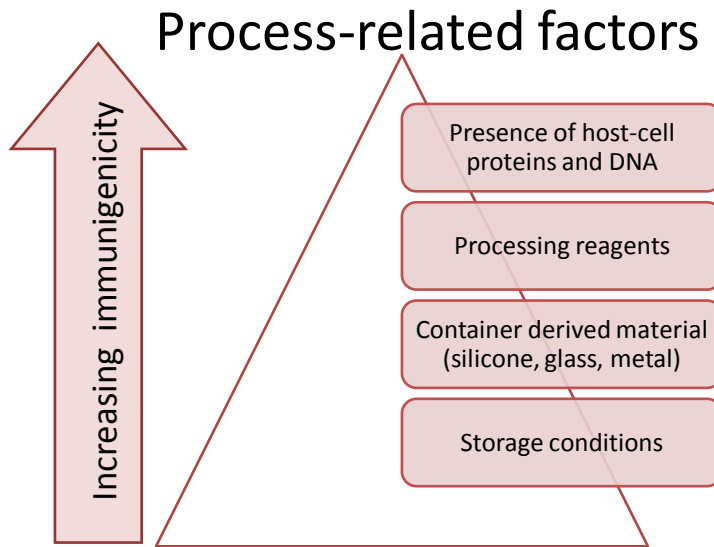 Process-related factors
Increasing immunigenicity
Presence of host-cell
proteins and DNA
Processing reagents
Container derived material
(silicone, glass, metal)
Storage conditions